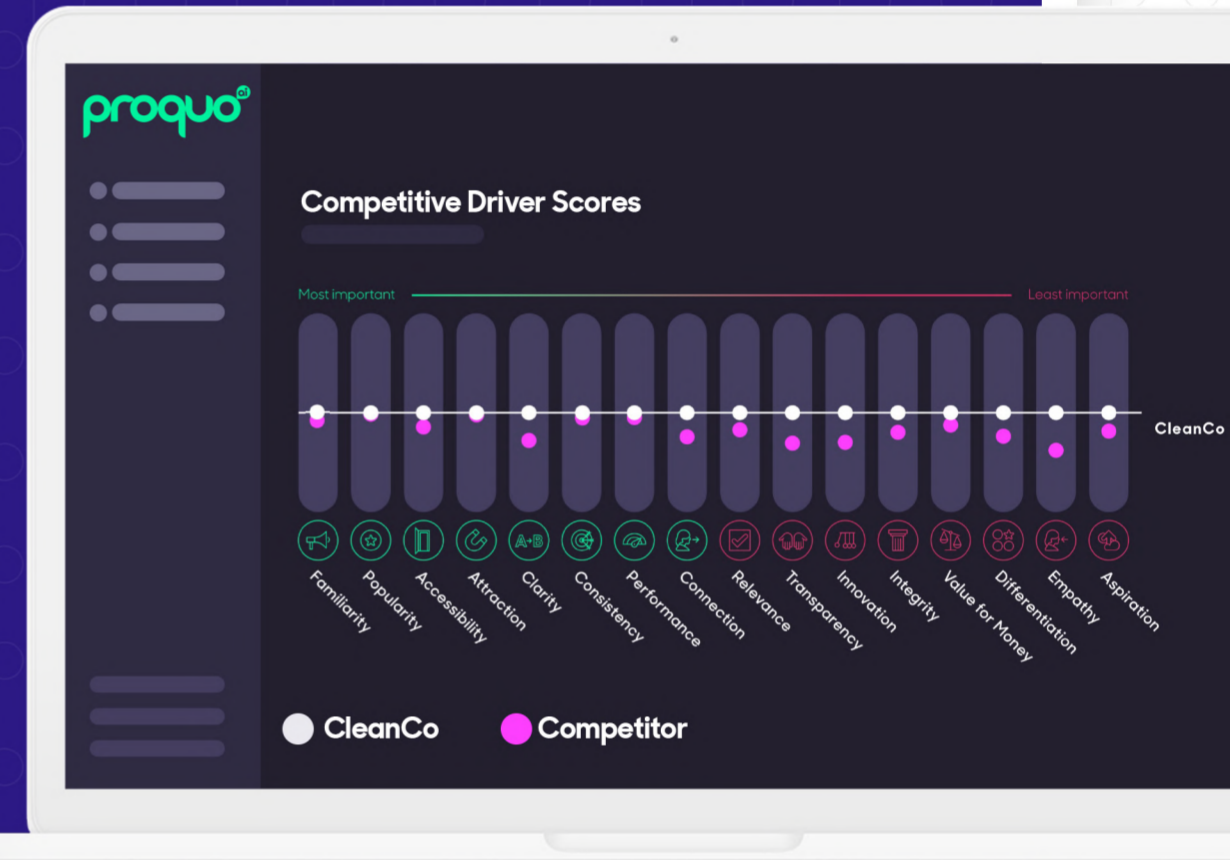 proquo ai
Competitive Driver Scores
Most important
Least important
CleanCo
A→B
Familiarity
Popularity
Accessibility
Attraction
Clarity
Consistency
Performance
Connection
Relevance
Transparency
Innovation
Integrity
Value for Money
Differentiation
Empathy
Aspiration
CleanCo
Competitor